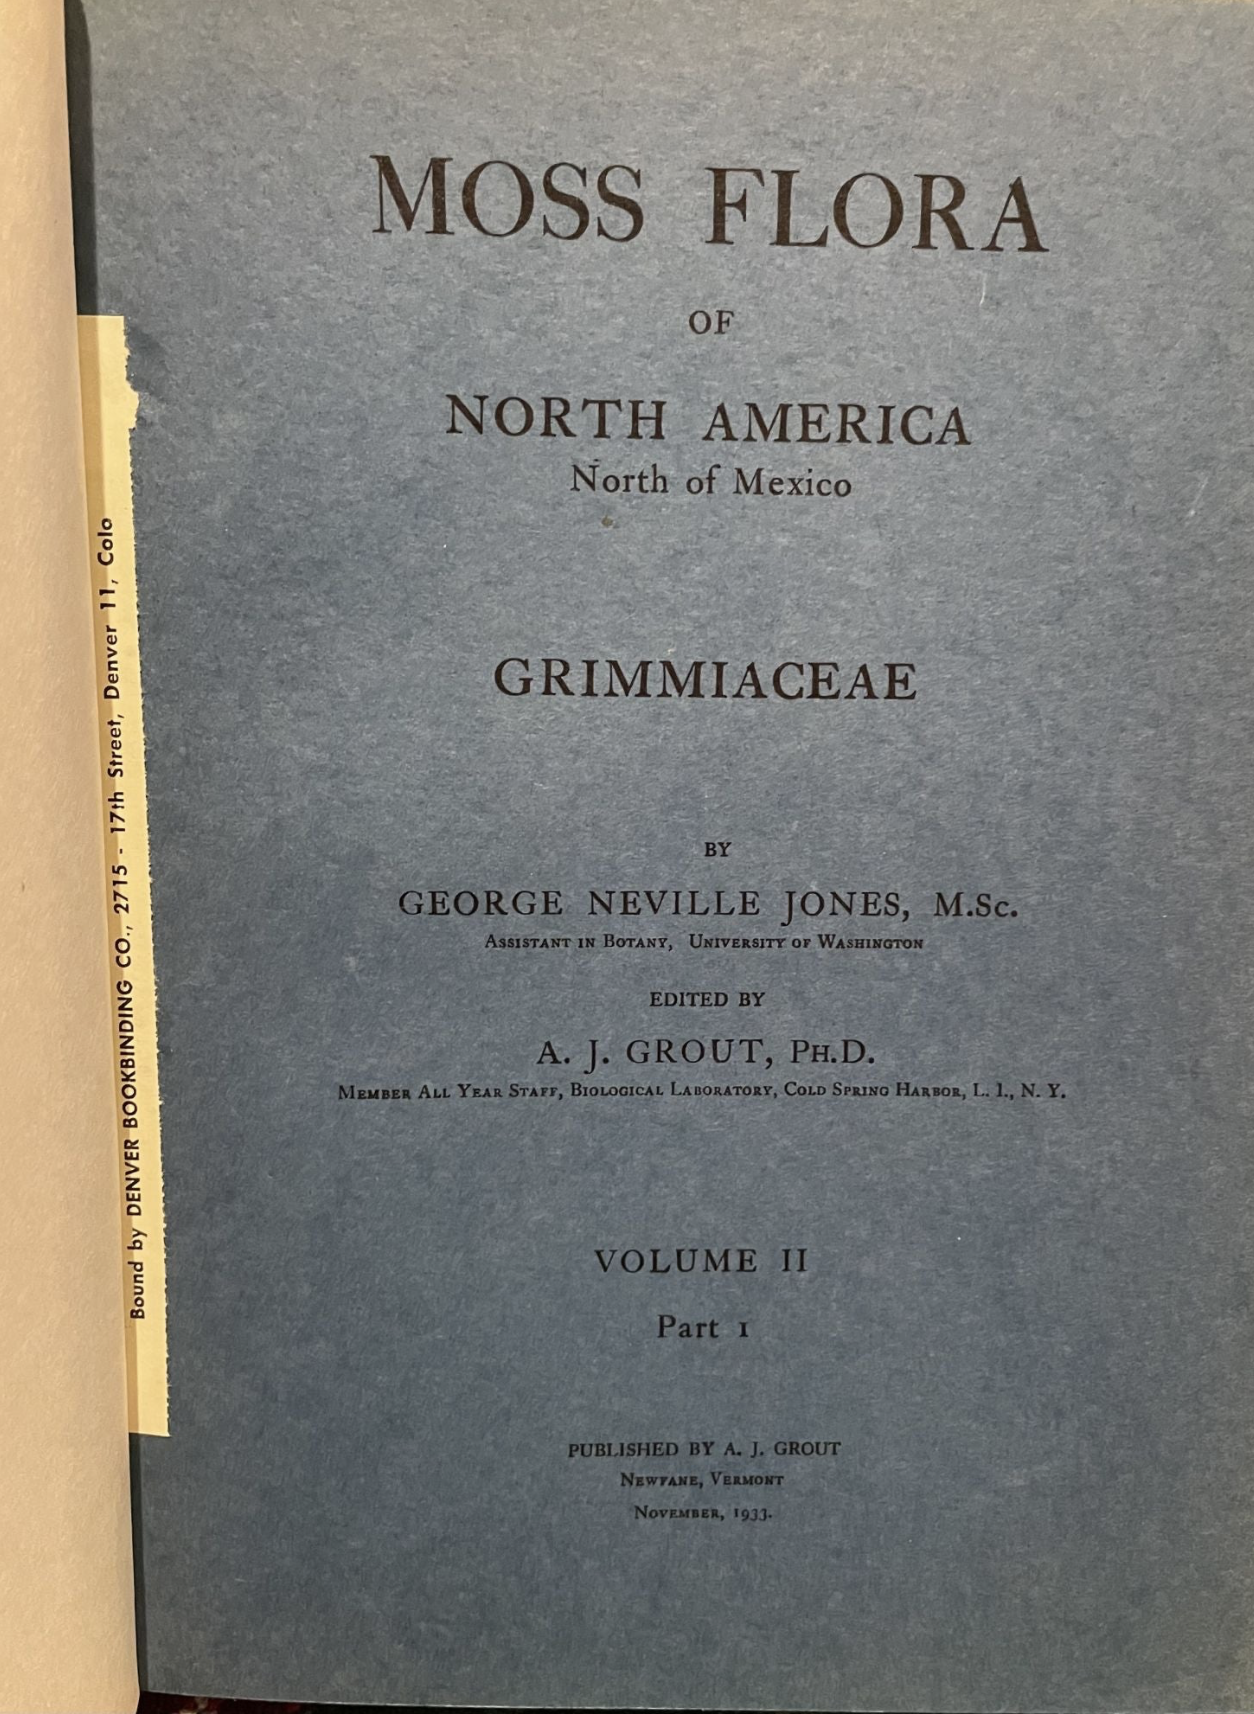 MOSS FLORA
OF
NORTH AMERICA
North of Mexico
GRIMMIACEAE
BY
GEORGE NEVILLE JONES, M.Sc.
Assistant in Botany, University of Washington
EDITED BY
A. J. GROUT, Ph.D.
Member All Year Staff, Biological Laboratory, Cold Spring Harbor, L. I., N. Y.
VOLUME II
Part 1
PUBLISHED BY A. J. GROUT
Newfane, Vermont
November, 1933.
Bound by DENVER BOOKBINDING CO., 2715 - 17th Street, Denver 11, Colo